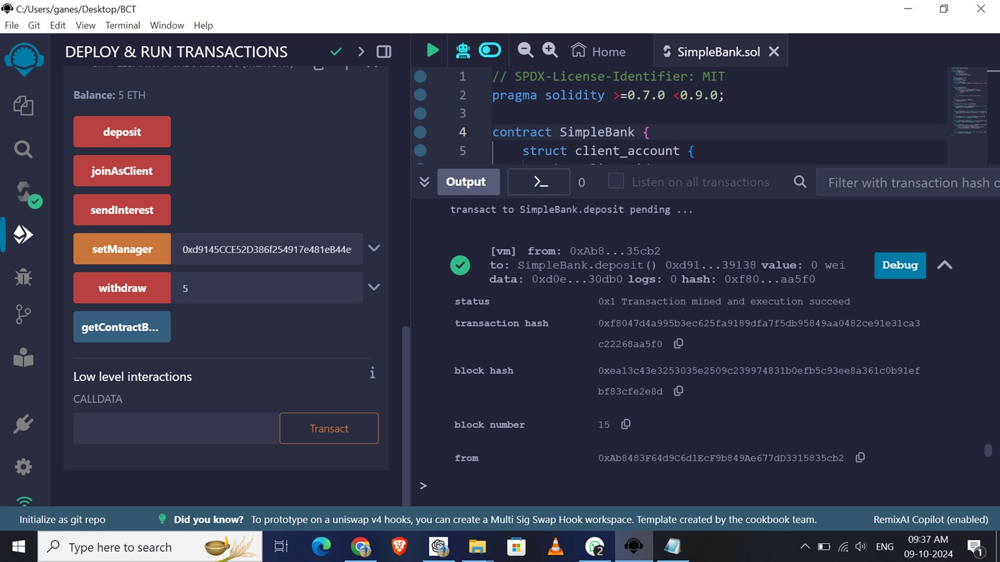 C:/Users/ganes/Desktop/BCT
File Git Edit View Terminal Window Help
DEPLOY & RUN TRANSACTIONS
Balance: 5 ETH
deposit
joinAsClient
sendInterest
setManager 0xd9145CCE52D386f254917e481eB44e
withdraw 5
getContractB...
Low level interactions
i
CALLDATA
Transact
Home
SimpleBank.sol
1 // SPDX-License-Identifier: MIT
2 pragma solidity >=0.7.0 <0.9.0;
3
4 contract SimpleBank {
5 struct client_account {
Output
>_
0
Listen on all transactions
Filter with transaction hash o
transact to SimpleBank.deposit pending ...
[vm] from: 0xAb8...35cb2
to: SimpleBank.deposit() 0xd91...39138 value: 0 wei
data: 0xd0e...30db0 logs: 0 hash: 0xf80...aa5f0
Debug
status 0x1 Transaction mined and execution succeed
transaction hash 0xf8047d4a995b3ec625fa9189dfa7f5db95849aa0482ce91e31ca3
c22268aa5f0
block hash 0xea13c43e3253035e2509c239974831b0efb5c93ee8a361c0b91ef
bf83cfe2e8d
block number 15
from 0xAb8483F64d9C6d1EcF9b849Ae677dD3315835cb2
>
Initialize as git repo
Did you know? To prototype on a uniswap v4 hooks, you can create a Multi Sig Swap Hook workspace. Template created by the cookbook team.
RemixAI Copilot (enabled)
Type here to search
2
ENG
09:37 AM
09-10-2024
1